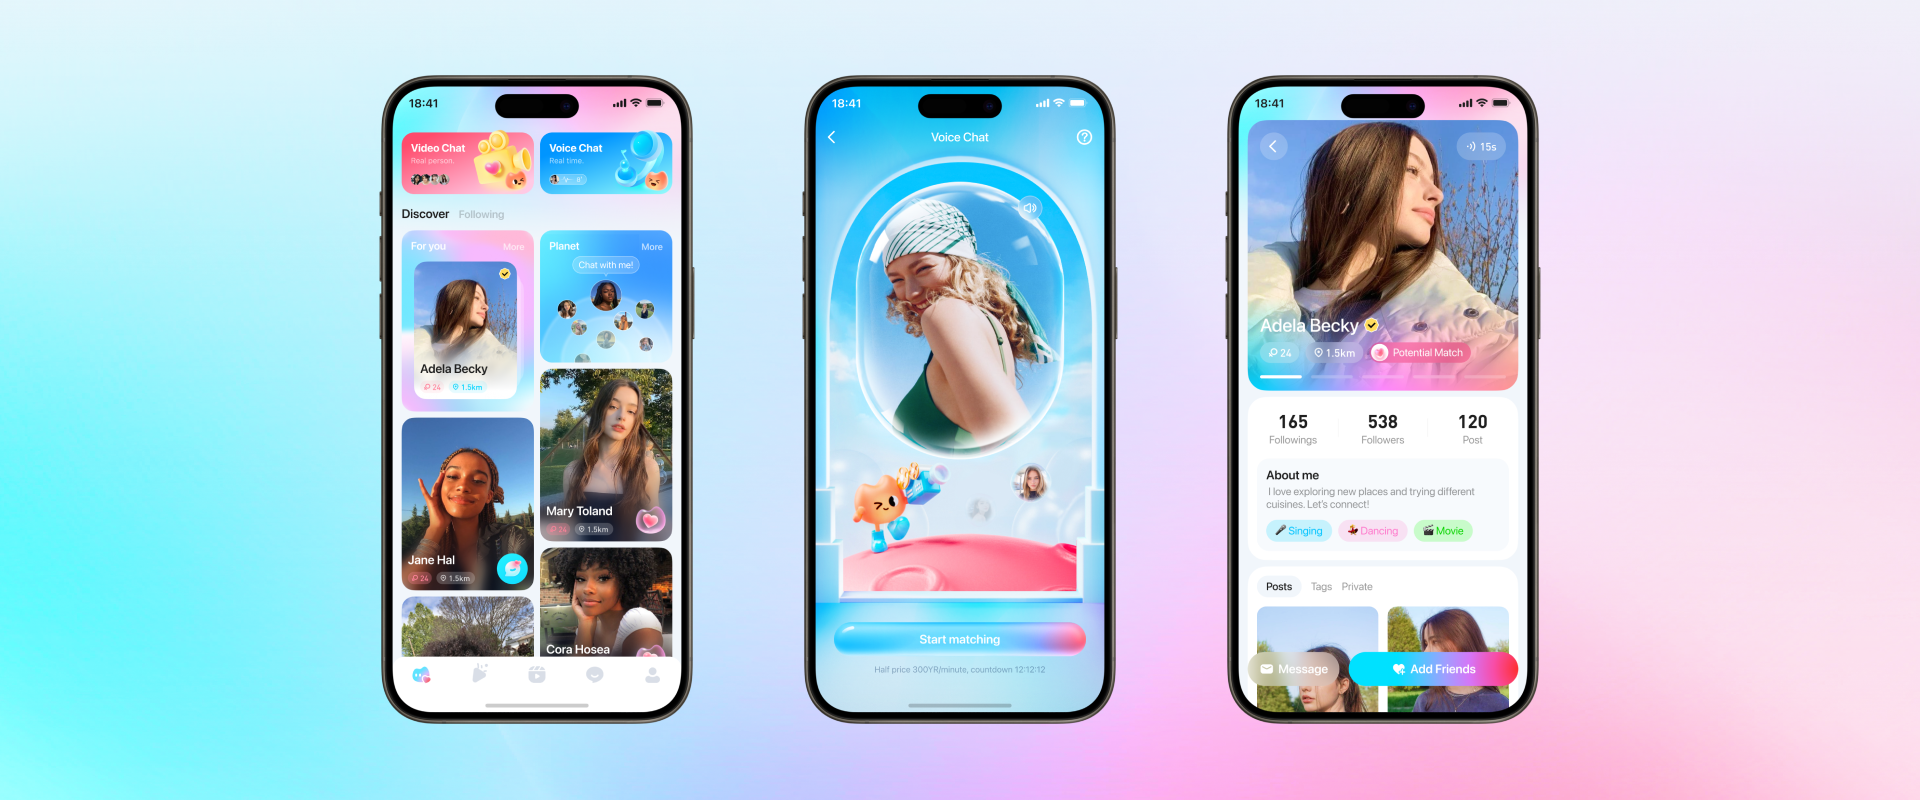 18:41
Video Chat
Real person.
Voice Chat
Real time.
Discover
Following
For you
More
Adela Becky
24
1.5km
Planet
More
Chat with me!
Jane Hal
24
1.5km
Mary Toland
24
1.5km
Cora Hosea
18:41
Voice Chat
Start matching
Half price 300YR/minute, countdown 12:12:12
18:41
15s
Adela Becky
24
1.5km
Potential Match
165
Followings
538
Followers
120
Post
About me
I love exploring new places and trying different
cuisines. Let's connect!
Singing
Dancing
Movie
Posts
Tags
Private
Message
Add Friends